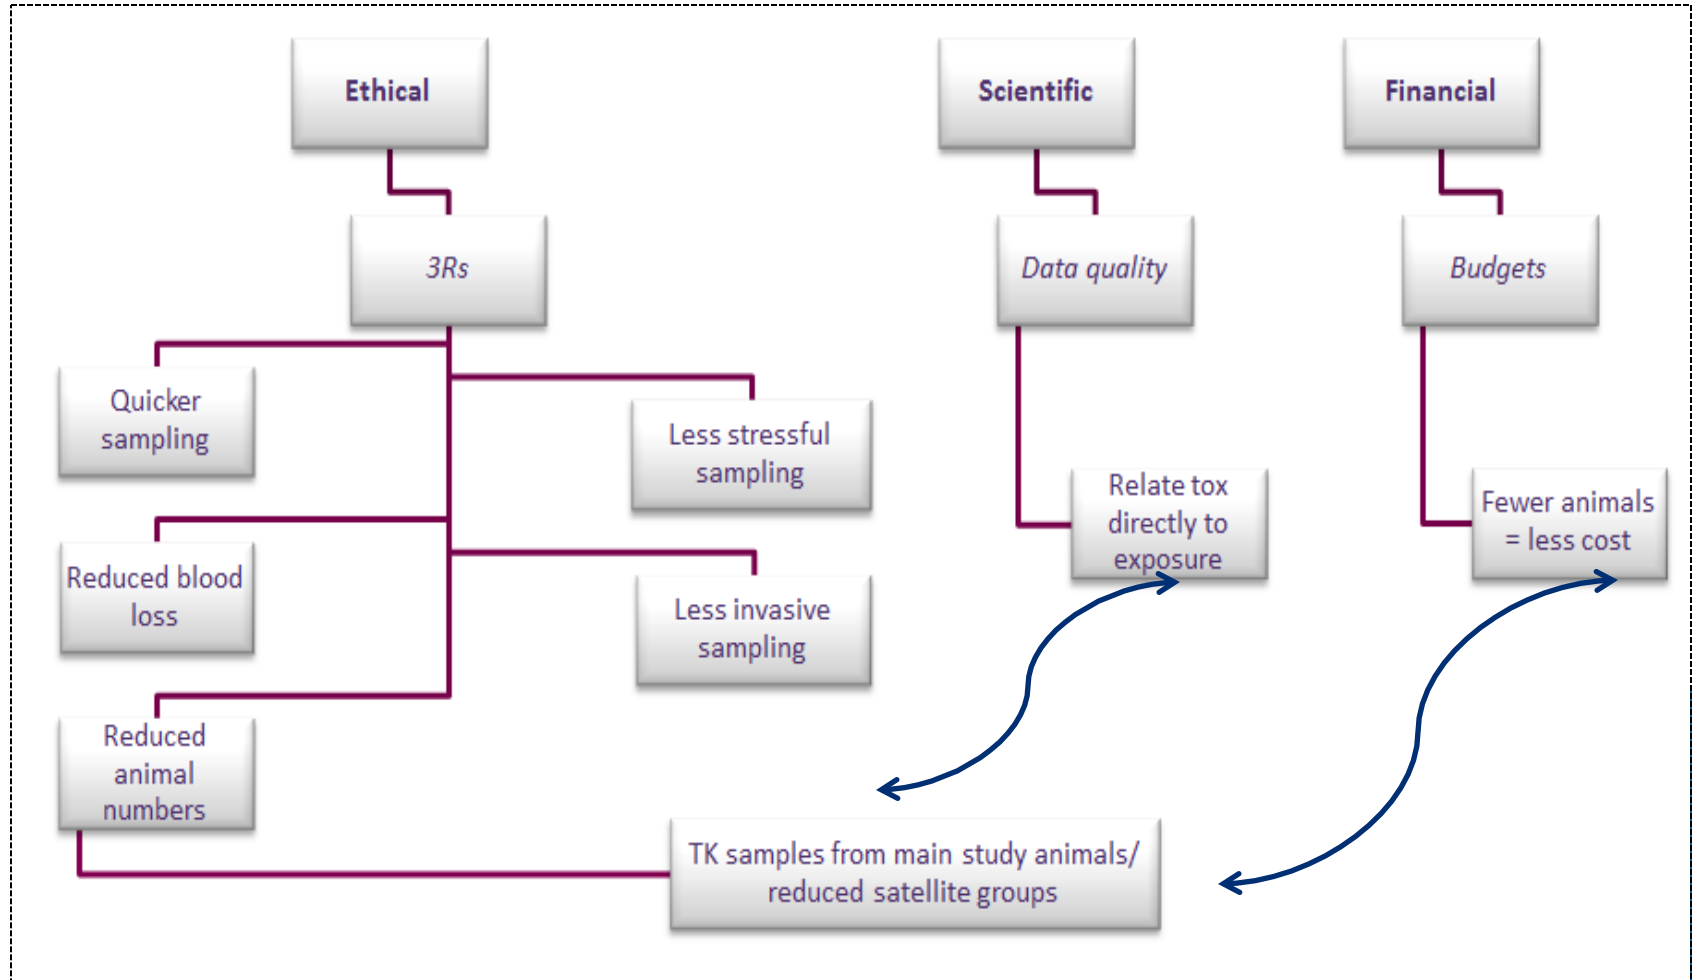 Ethical
Scientific
Financial
3Rs
Data quality
Budgets
Quicker
sampling
Less stressful
sampling
Relate tox
directly to
exposure
Fewer animals
= less cost
Reduced blood
loss
Less invasive
sampling
Reduced
animal
numbers
TK samples from main study animals/
reduced satellite groups